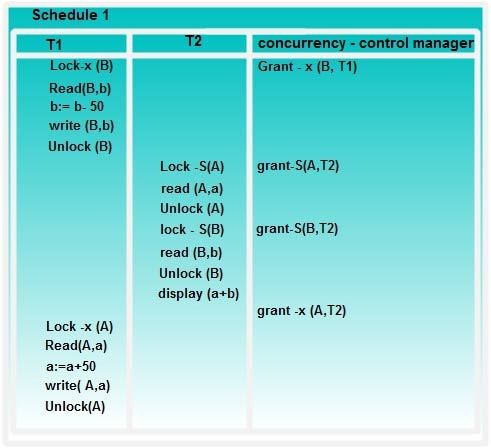 Schedule 1
T1 T2 concurrency - control manager
Lock-x (B) Grant - x (B, T1)
Read(B,b)
b:= b- 50
write (B,b)
Unlock (B)
Lock -S(A) grant-S(A,T2)
read (A,a)
Unlock (A)
lock - S(B) grant-S(B,T2)
read (B,b)
Unlock (B)
display (a+b)
grant -x (A,T2)
Lock -x (A)
Read(A,a)
a:=a+50
write( A,a)
Unlock(A)